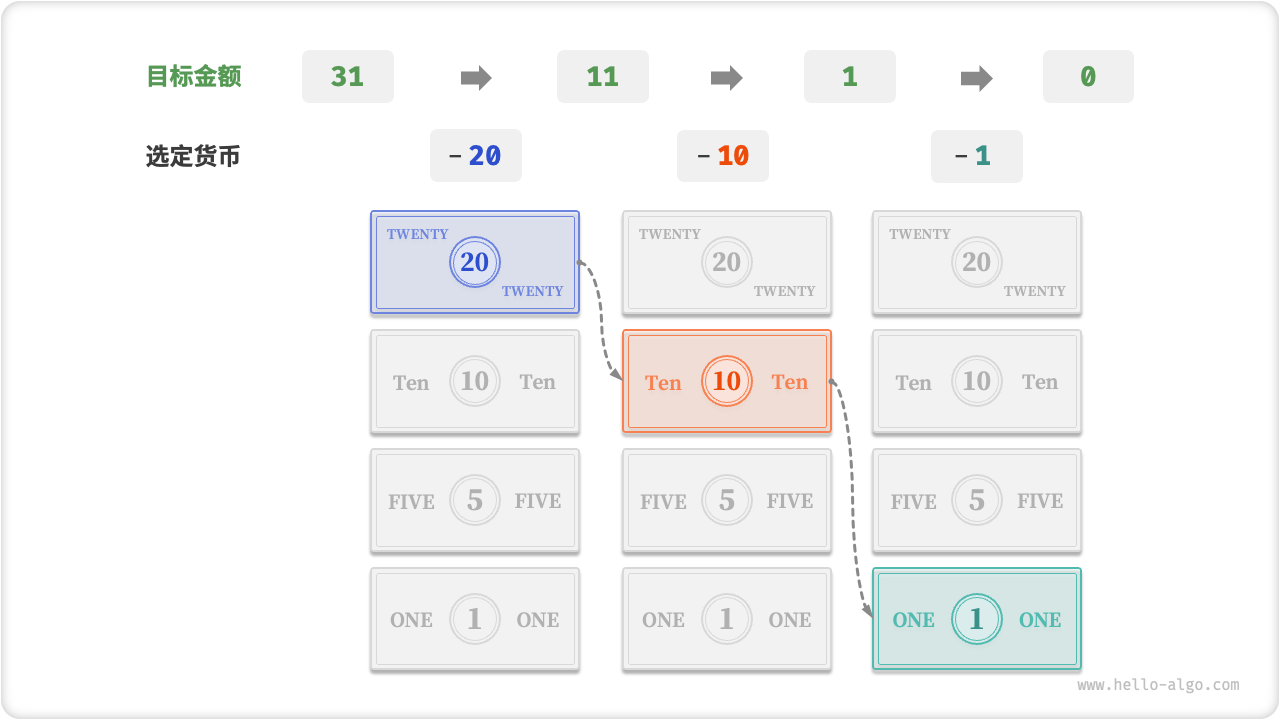 目标金额 31 11 1 0
选定货币 - 20 - 10 - 1
TWENTY TWENTY TWENTY
20 20 20
TWENTY TWENTY TWENTY
Ten 10 Ten Ten 10 Ten Ten 10 Ten
FIVE 5 FIVE FIVE 5 FIVE FIVE 5 FIVE
ONE 1 ONE ONE 1 ONE ONE 1 ONE
www.hello-algo.com